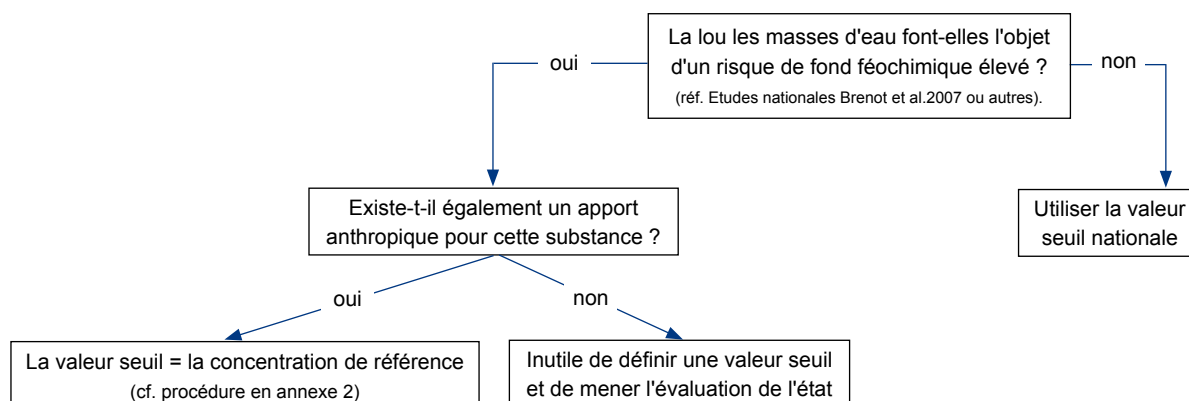 La lou les masses d'eau font-elles l'objet
d'un risque de fond féochimique élevé ?
(réf. Etudes nationales Brenot et al.2007 ou autres).
oui
non
Existe-t-il également un apport
anthropique pour cette substance ?
Utiliser la valeur
seuil nationale
oui
non
La valeur seuil = la concentration de référence
(cf. procédure en annexe 2)
Inutile de définir une valeur seuil
et de mener l'évaluation de l'état